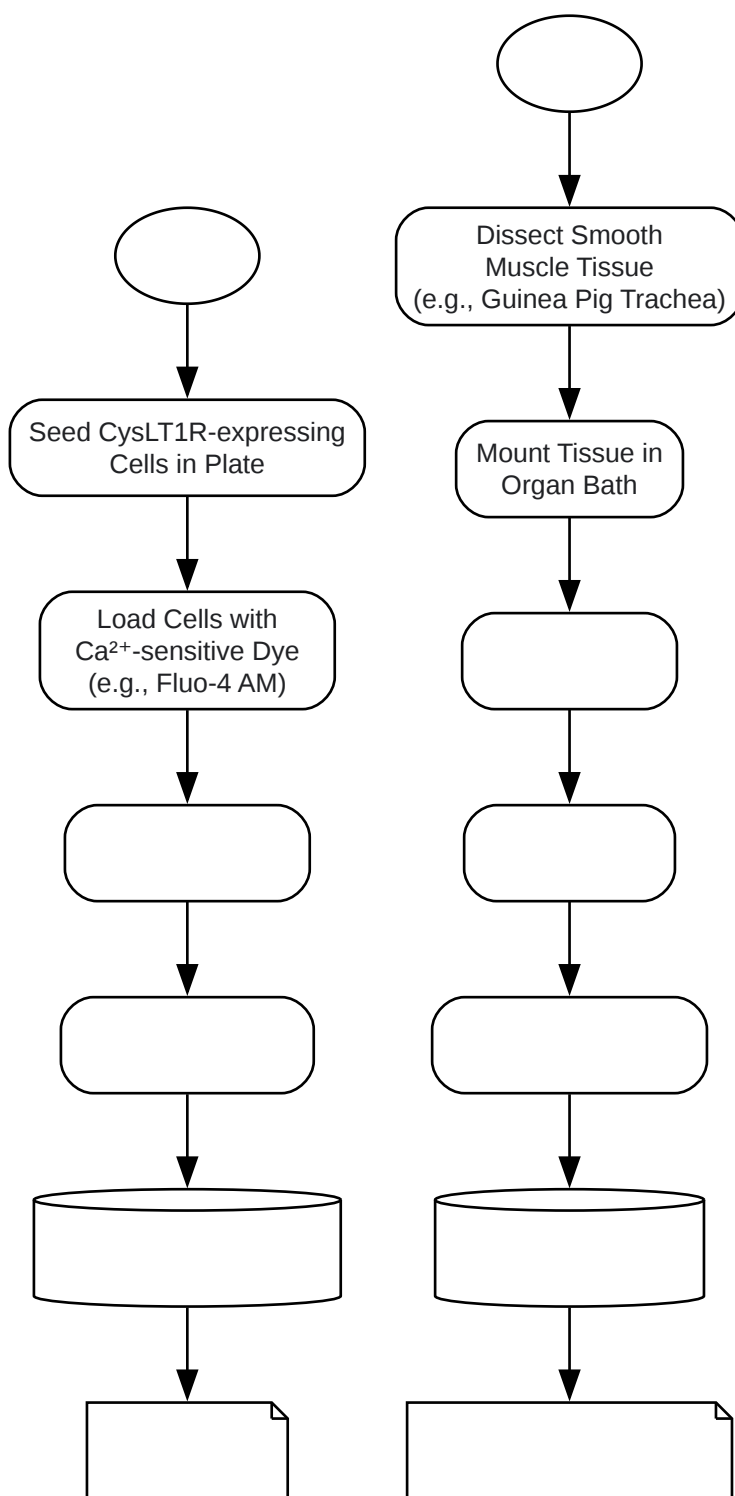 Dissect Smooth
Muscle Tissue
(e.g., Guinea Pig Trachea)
Seed CysLT1R-expressing
Cells in Plate
Mount Tissue in
Organ Bath
Load Cells with
Ca²⁺-sensitive Dye
(e.g., Fluo-4 AM)